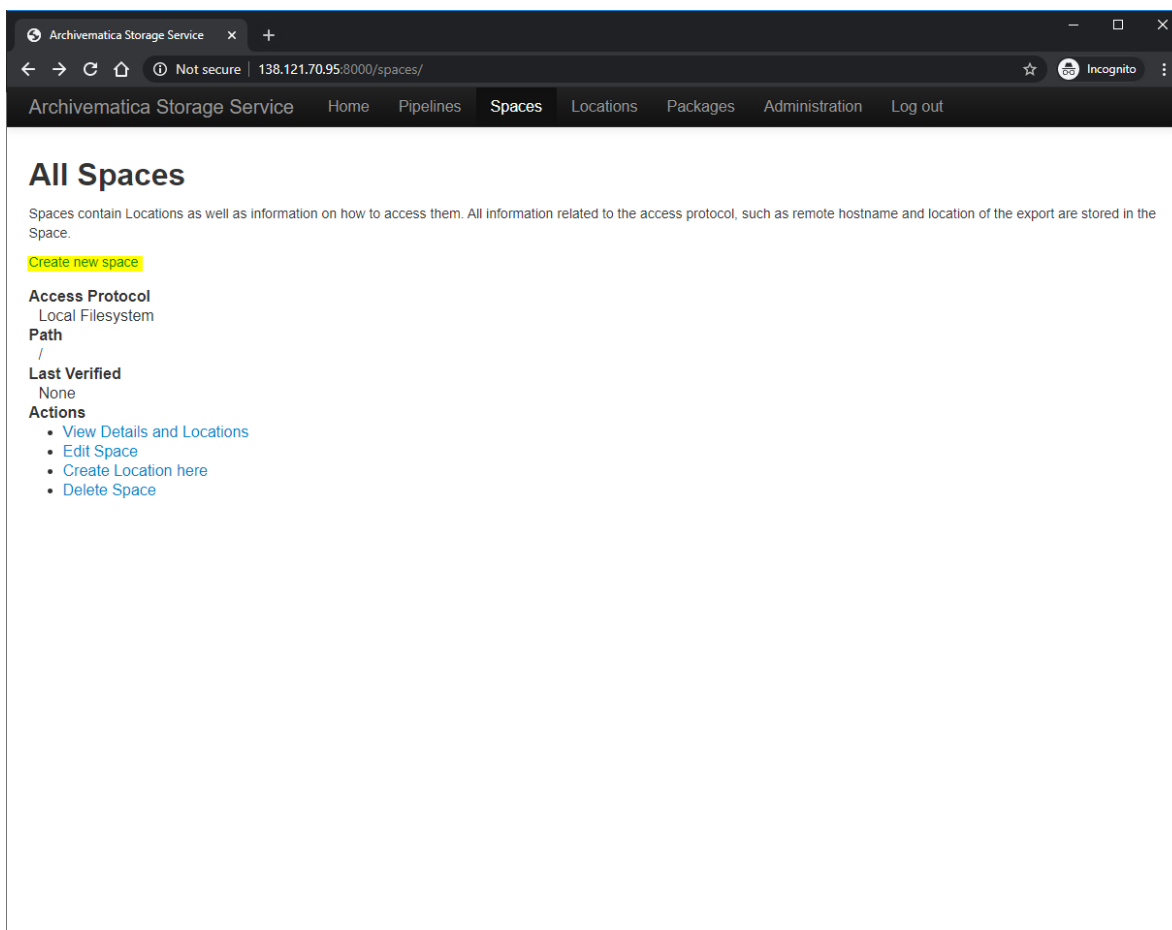 Archivematica Storage Service
Not secure | 138.121.70.95:8000/spaces/
Incognito
Archivematica Storage Service Home Pipelines Spaces Locations Packages Administration Log out
All Spaces
Spaces contain Locations as well as information on how to access them. All information related to the access protocol, such as remote hostname and location of the export are stored in the
Space.
Create new space
Access Protocol
Local Filesystem
Path
/
Last Verified
None
Actions
• View Details and Locations
• Edit Space
• Create Location here
• Delete Space